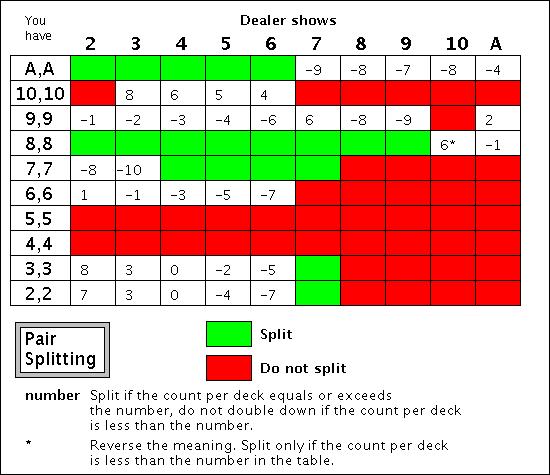 You have Dealer shows
2 3 4 5 6 7 8 9 10 A
A,A −9 −8 −7 −8 −4
10,10 8 6 5 4
9,9 −1 −2 −3 −4 −6 6 −8 −9 2
8,8 6* −1
7,7 −8 −10
6,6 1 −1 −3 −5 −7
5,5
4,4
3,3 8 3 0 −2 −5
2,2 7 3 0 −4 −7
Pair
Splitting
Split
Do not split
number Split if the count per deck equals or exceeds
the number, do not double down if the count per deck
is less than the number.
* Reverse the meaning. Split only if the count per deck
is less than the number in the table.